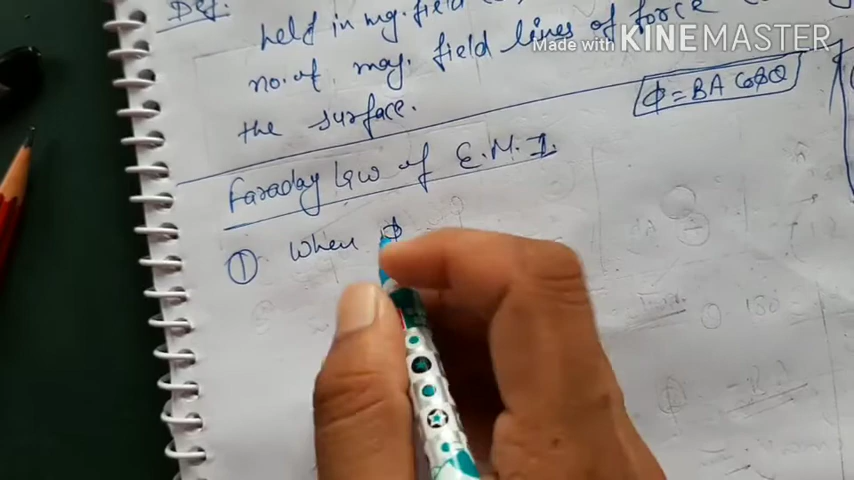 Def.
held in mg. field
no. of mag. field lines of force
the surface.
ϕ = BA cosθ
Faraday law of E.M.I.
① When ϕ
Made with KINEMASTER